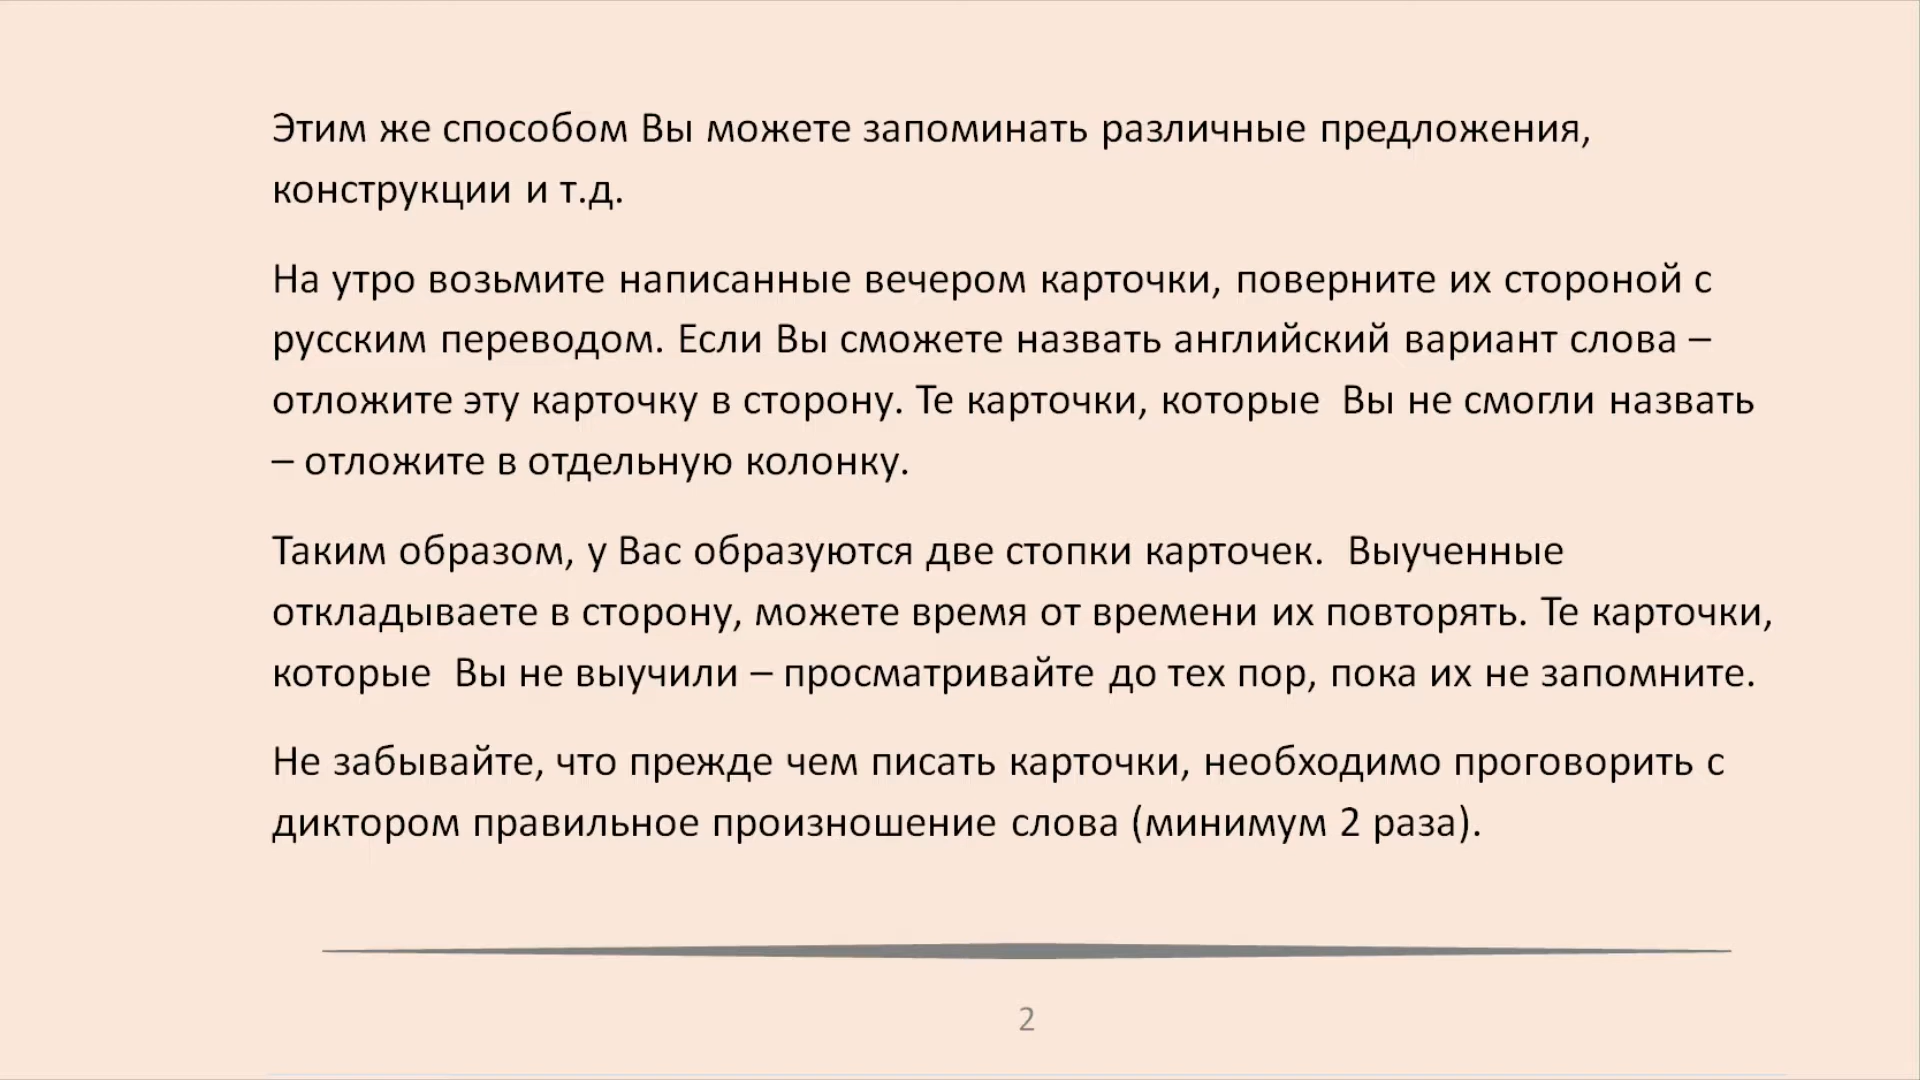 Этим же способом Вы можете запоминать различные предложения,
конструкции и т.д.
На утро возьмите написанные вечером карточки, поверните их стороной с
русским переводом. Если Вы сможете назвать английский вариант слова –
отложите эту карточку в сторону. Те карточки, которые  Вы не смогли назвать
– отложите в отдельную колонку.
Таким образом, у Вас образуются две стопки карточек.  Выученные
откладываете в сторону, можете время от времени их повторять. Те карточки,
которые  Вы не выучили – просматривайте до тех пор, пока их не запомните.
Не забывайте, что прежде чем писать карточки, необходимо проговорить с
диктором правильное произношение слова (минимум 2 раза).
2